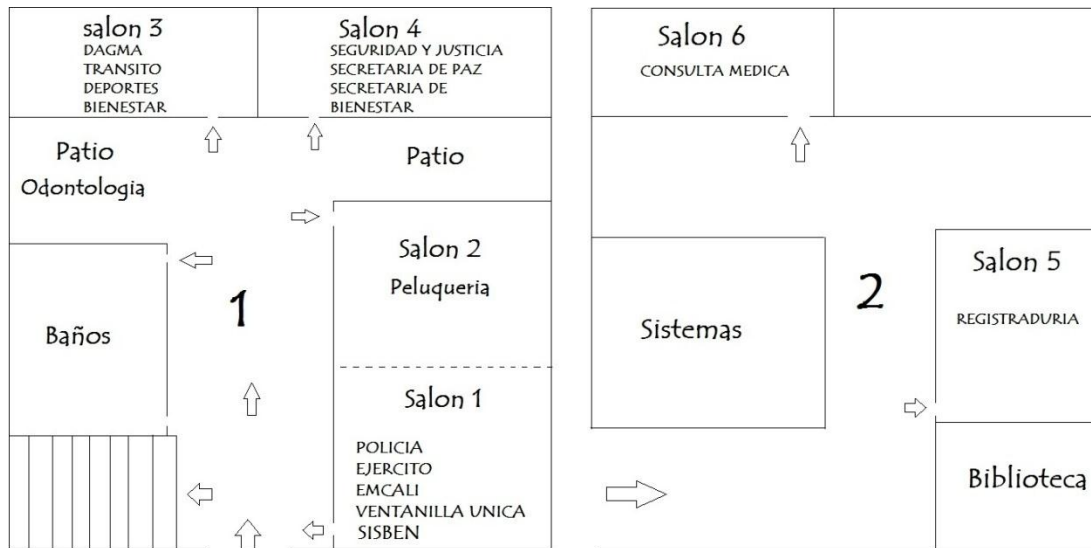 salon 3
DAGMA
TRANSITO
DEPORTES
BIENESTAR
Salon 4
SEGURIDAD Y JUSTICIA
SECRETARIA DE PAZ
SECRETARIA DE
BIENESTAR
Patio
Odontologia
Patio
Salon 2
Peluqueria
1
Baños
Salon 1
POLICIA
EJERCITO
EMCALI
VENTANILLA UNICA
SISBEN
Salon 6
CONSULTA MEDICA
Salon 5
REGISTRADURIA
2
Sistemas
Biblioteca